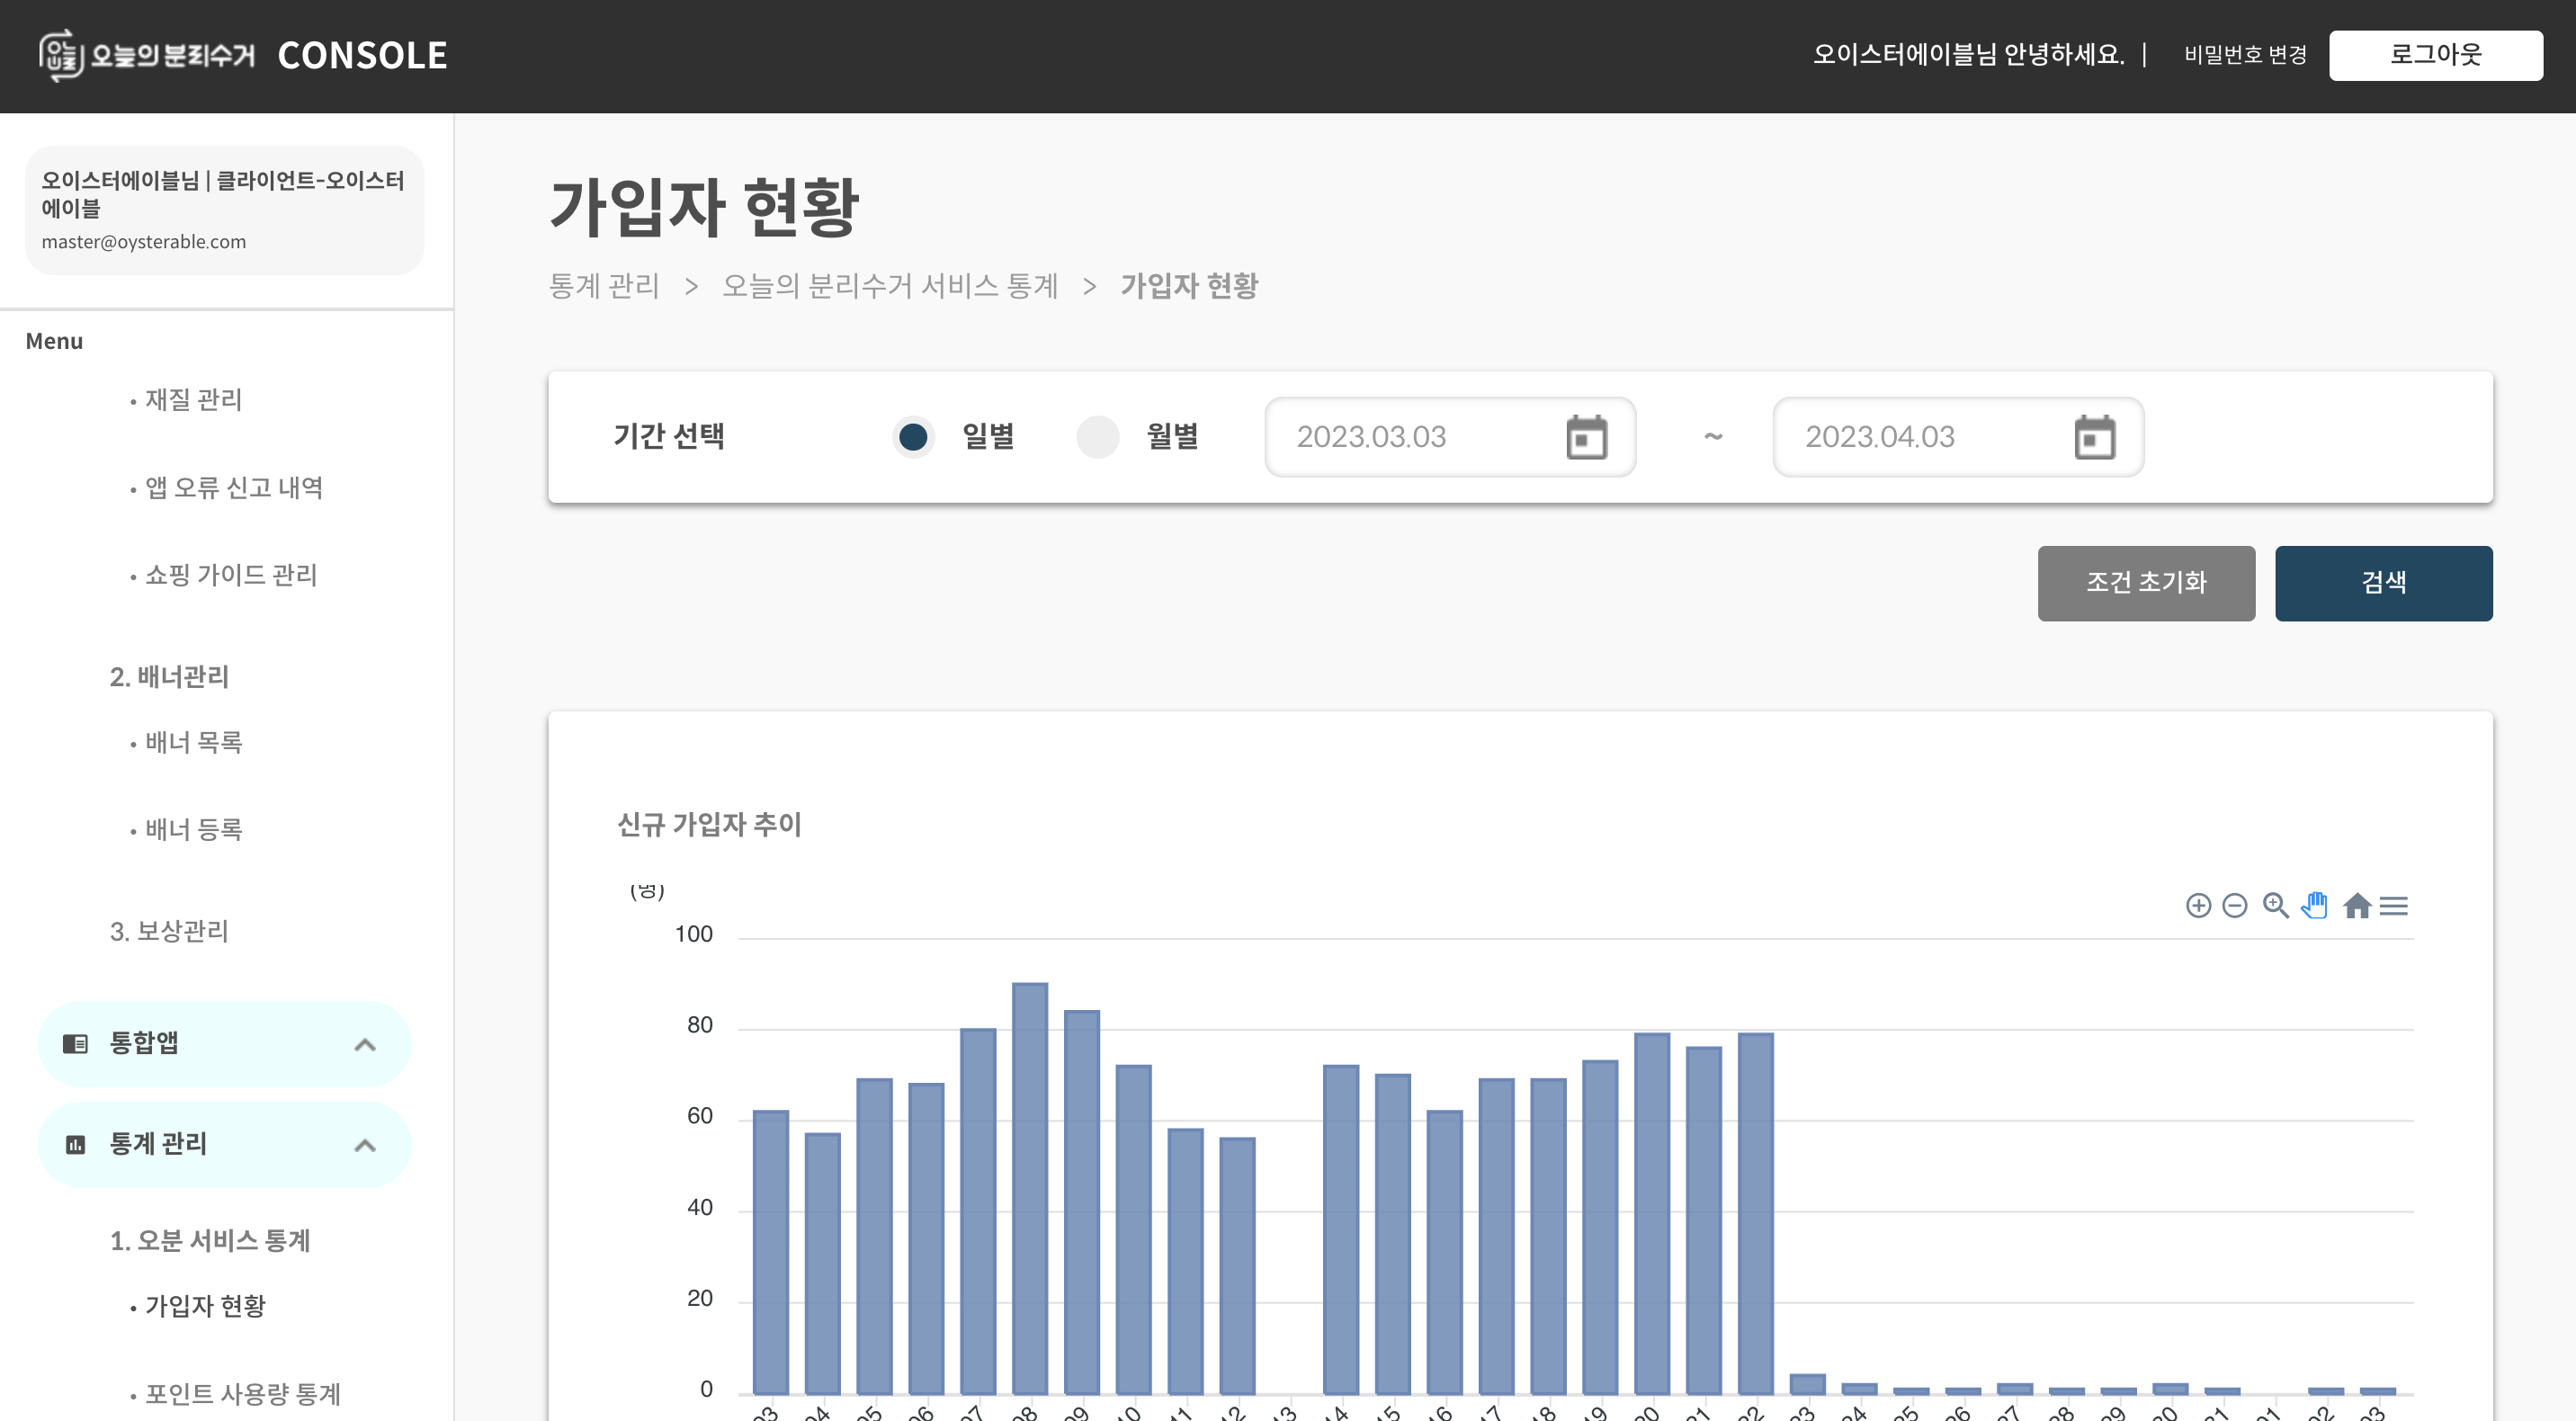 오늘의 분리수거 CONSOLE
오이스터에이블님 안녕하세요. | 비밀번호 변경 로그아웃
오이스터에이블님 | 클라이언트-오이스터
에이블
master@oysterable.com
Menu
• 재질 관리
• 앱 오류 신고 내역
• 쇼핑 가이드 관리
2. 배너관리
• 배너 목록
• 배너 등록
3. 보상관리
통합앱
통계 관리
1. 오분 서비스 통계
• 가입자 현황
• 포인트 사용량 통계
가입자 현황
통계 관리 > 오늘의 분리수거 서비스 통계 > 가입자 현황
기간 선택 일별 월별 2023.03.03 ~ 2023.04.03
조건 초기화 검색
신규 가입자 추이
(명)
100
80
60
40
20
0
03 04 05 06 07 08 09 10 11 12 13 14 15 16 17 18 19 20 21 22 23 24 25 26 27 28 29 30 31 01 02 03